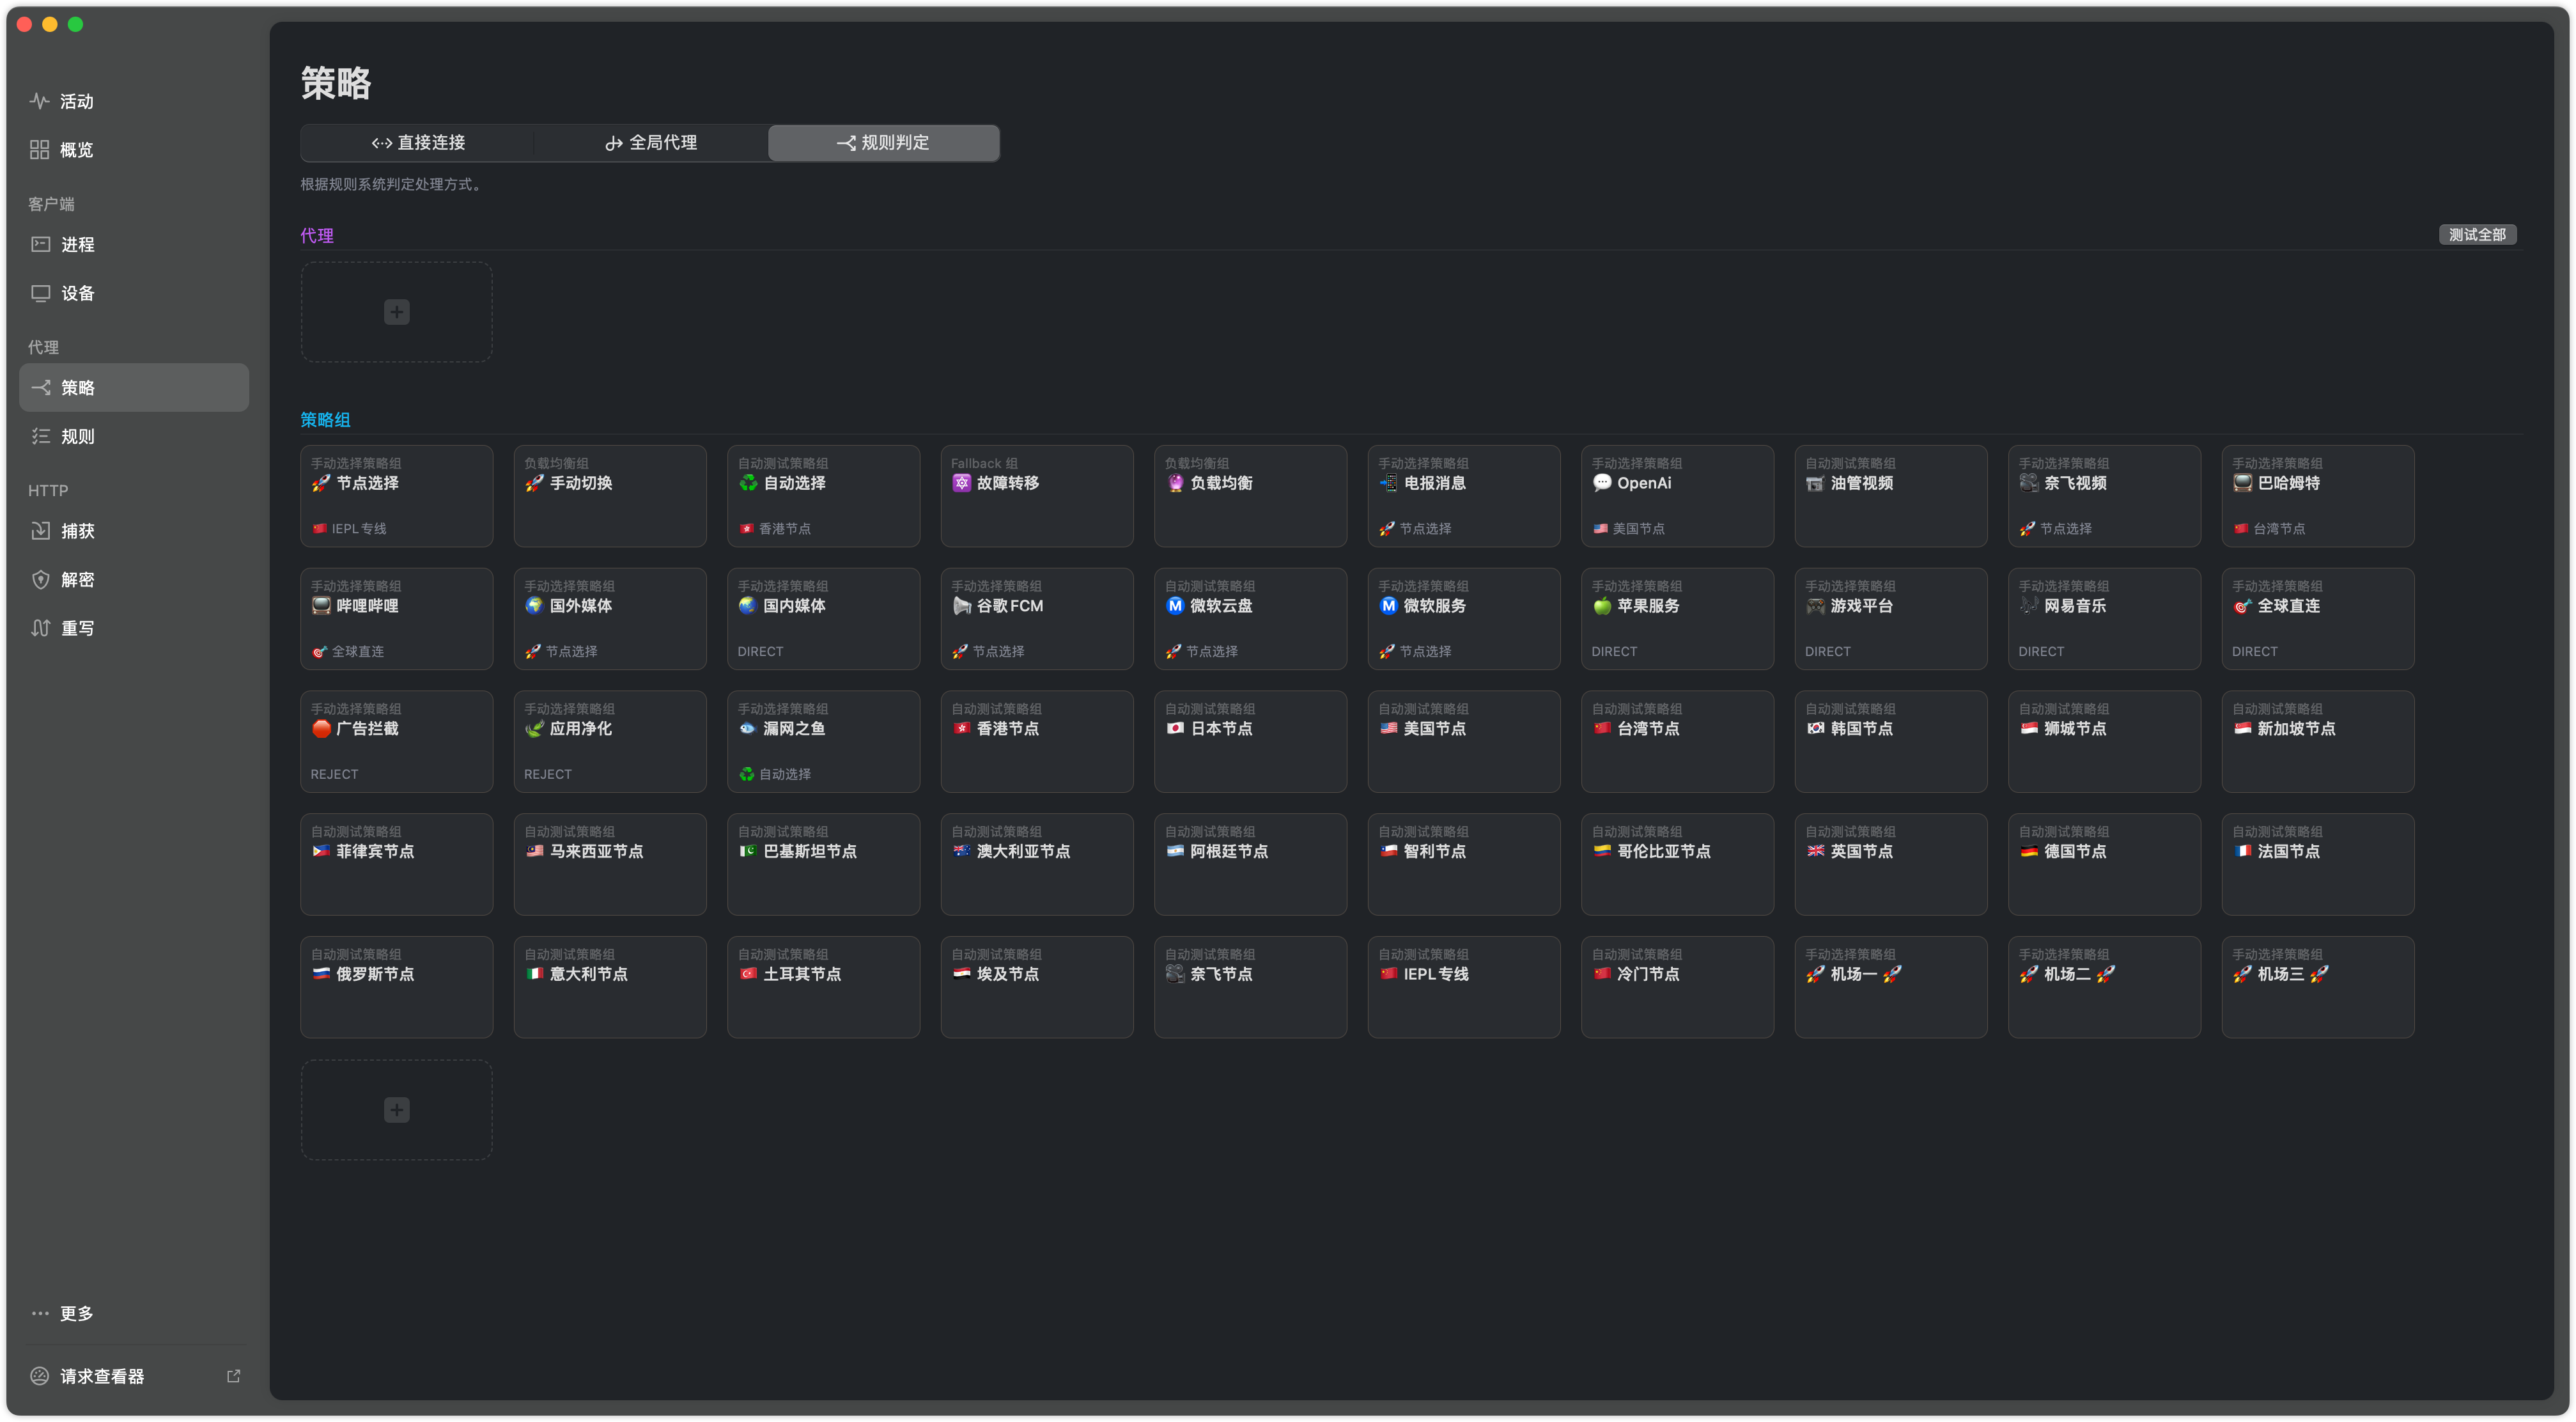 活动
概览
客户端
进程
设备
代理
策略
规则
HTTP
捕获
解密
重写
更多
请求查看器
策略
直接连接
全局代理
规则判定
根据规则系统判定处理方式。
代理
测试全部
策略组
手动选择策略组
🚀 节点选择
🇨🇳 IEPL 专线
负载均衡组
🚀 手动切换
自动测试策略组
♻️ 自动选择
🇭🇰 香港节点
Fallback 组
🔯 故障转移
负载均衡组
🔮 负载均衡
手动选择策略组
📲 电报消息
🚀 节点选择
手动选择策略组
💬 OpenAi
🇺🇸 美国节点
自动测试策略组
📹 油管视频
手动选择策略组
🎥 奈飞视频
🚀 节点选择
手动选择策略组
📺 巴哈姆特
🇨🇳 台湾节点
手动选择策略组
📺 哔哩哔哩
🎯 全球直连
手动选择策略组
🌍 国外媒体
🚀 节点选择
手动选择策略组
🌏 国内媒体
DIRECT
手动选择策略组
📢 谷歌FCM
🚀 节点选择
自动测试策略组
Ⓜ️ 微软云盘
🚀 节点选择
手动选择策略组
Ⓜ️ 微软服务
🚀 节点选择
手动选择策略组
🍏 苹果服务
DIRECT
手动选择策略组
🎮 游戏平台
DIRECT
手动选择策略组
🎶 网易音乐
DIRECT
手动选择策略组
🎯 全球直连
DIRECT
手动选择策略组
🛑 广告拦截
REJECT
手动选择策略组
🍃 应用净化
REJECT
手动选择策略组
🐟 漏网之鱼
♻️ 自动选择
自动测试策略组
🇭🇰 香港节点
自动测试策略组
🇯🇵 日本节点
自动测试策略组
🇺🇸 美国节点
自动测试策略组
🇨🇳 台湾节点
自动测试策略组
🇰🇷 韩国节点
自动测试策略组
🇸🇬 狮城节点
自动测试策略组
🇸🇬 新加坡节点
自动测试策略组
🇵🇭 菲律宾节点
自动测试策略组
🇲🇾 马来西亚节点
自动测试策略组
🇵🇰 巴基斯坦节点
自动测试策略组
🇦🇺 澳大利亚节点
自动测试策略组
🇦🇷 阿根廷节点
自动测试策略组
🇨🇱 智利节点
自动测试策略组
🇨🇴 哥伦比亚节点
自动测试策略组
🇬🇧 英国节点
自动测试策略组
🇩🇪 德国节点
自动测试策略组
🇫🇷 法国节点
自动测试策略组
🇷🇺 俄罗斯节点
自动测试策略组
🇮🇹 意大利节点
自动测试策略组
🇹🇷 土耳其节点
自动测试策略组
🇪🇬 埃及节点
自动测试策略组
🎥 奈飞节点
自动测试策略组
🇨🇳 IEPL专线
自动测试策略组
🇨🇳 冷门节点
手动选择策略组
🚀 机场一 🚀
手动选择策略组
🚀 机场二 🚀
手动选择策略组
🚀 机场三 🚀